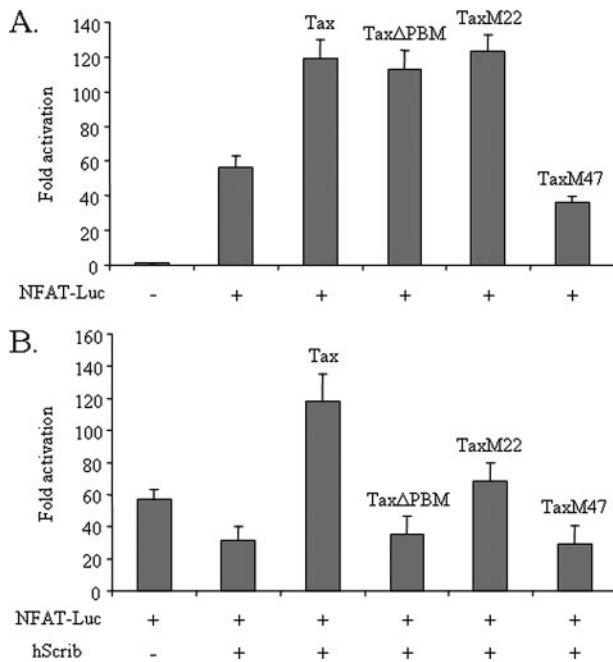 A.
Fold activation
140
120
100
80
60
40
20
0
Tax
TaxΔPBM
TaxM22
TaxM47
NFAT-Luc - + + + + +
B.
Fold activation
160
140
120
100
80
60
40
20
0
Tax
TaxΔPBM
TaxM22
TaxM47
NFAT-Luc + + + + + +
hScrib - + + + + +